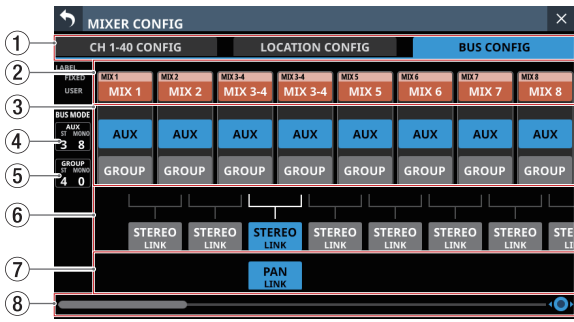 MIXER CONFIG
1 CH 1-40 CONFIG LOCATION CONFIG BUS CONFIG
2 LABEL
FIXED MIX 1 MIX 2 MIX 3-4 MIX 3-4 MIX 5 MIX 6 MIX 7 MIX 8
USER MIX 1 MIX 2 MIX 3-4 MIX 3-4 MIX 5 MIX 6 MIX 7 MIX 8
3
BUS MODE
4 AUX AUX AUX AUX AUX AUX AUX AUX AUX
ST MONO
3 8
5 GROUP GROUP GROUP GROUP GROUP GROUP GROUP GROUP GROUP
ST MONO
4 0
6 STEREO STEREO STEREO STEREO STEREO STEREO STEREO STE
LINK LINK LINK LINK LINK LINK LINK LI
7 PAN
LINK
8